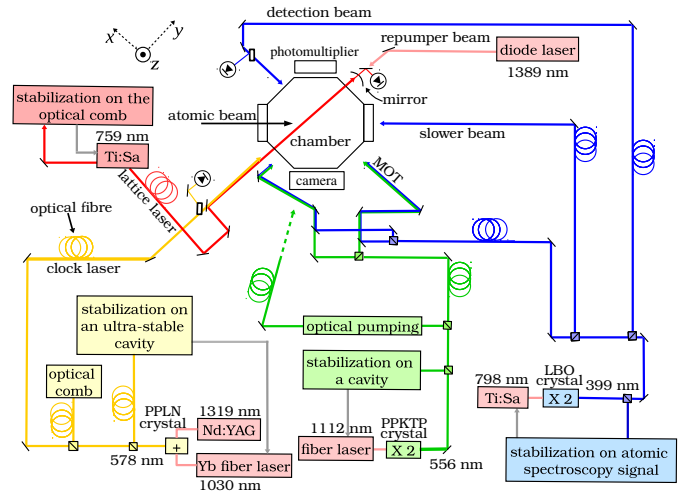 detection beam
y
x
z
repumper beam
photomultiplier
diode laser
1389 nm
mirror
stabilization on the
optical comb
atomic beam
chamber
slower beam
759 nm
Ti:Sa
lattice laser
MOT
camera
optical fibre
clock laser
stabilization on
an ultra-stable
cavity
optical pumping
stabilization on
a cavity
optical
comb
PPLN
crystal
1319 nm
Nd:YAG
+
578 nm
Yb fiber laser
1030 nm
1112 nm
fiber laser
PPKTP
crystal
X 2
556 nm
798 nm
Ti:Sa
LBO
crystal
X 2
399 nm
stabilization on atomic
spectroscopy signal